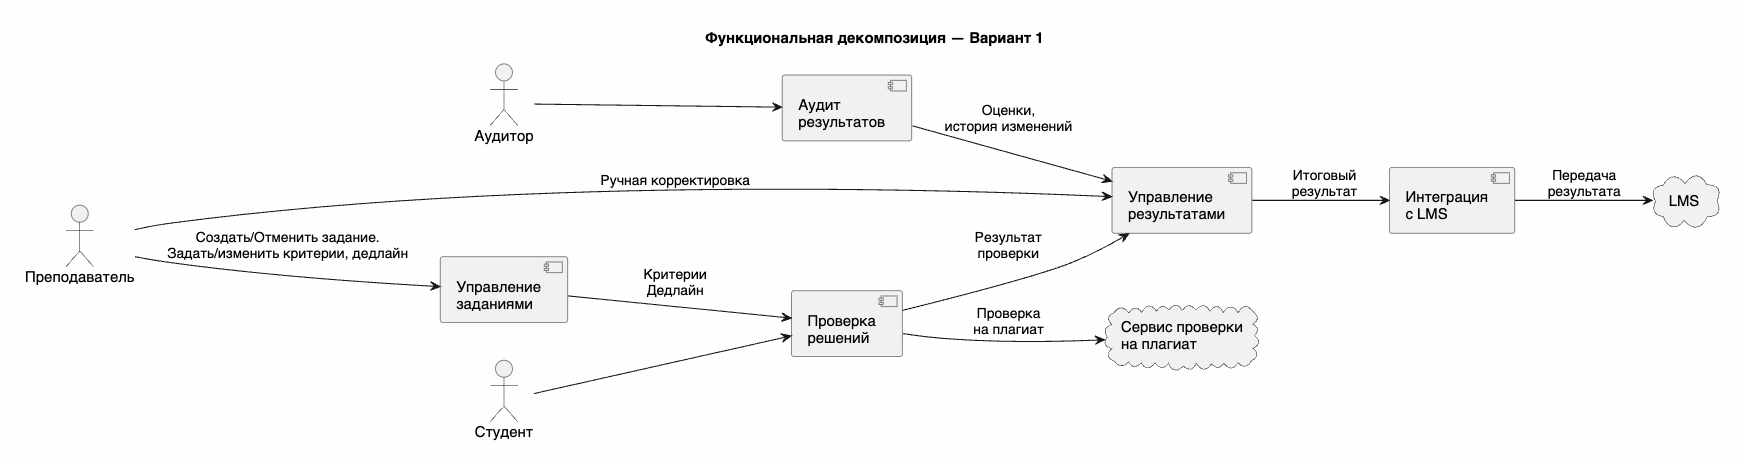 Функциональная декомпозиция — Вариант 1
Аудитор
Аудит
результатов
Оценки,
история изменений
Ручная корректировка
Управление
результатами
Итоговый
результат
Интеграция
с LMS
Передача
результата
LMS
Преподаватель
Создать/Отменить задание.
Задать/изменить критерии, дедлайн
Управление
заданиями
Критерии
Дедлайн
Результат
проверки
Проверка
решений
Проверка
на плагиат
Сервис проверки
на плагиат
Студент